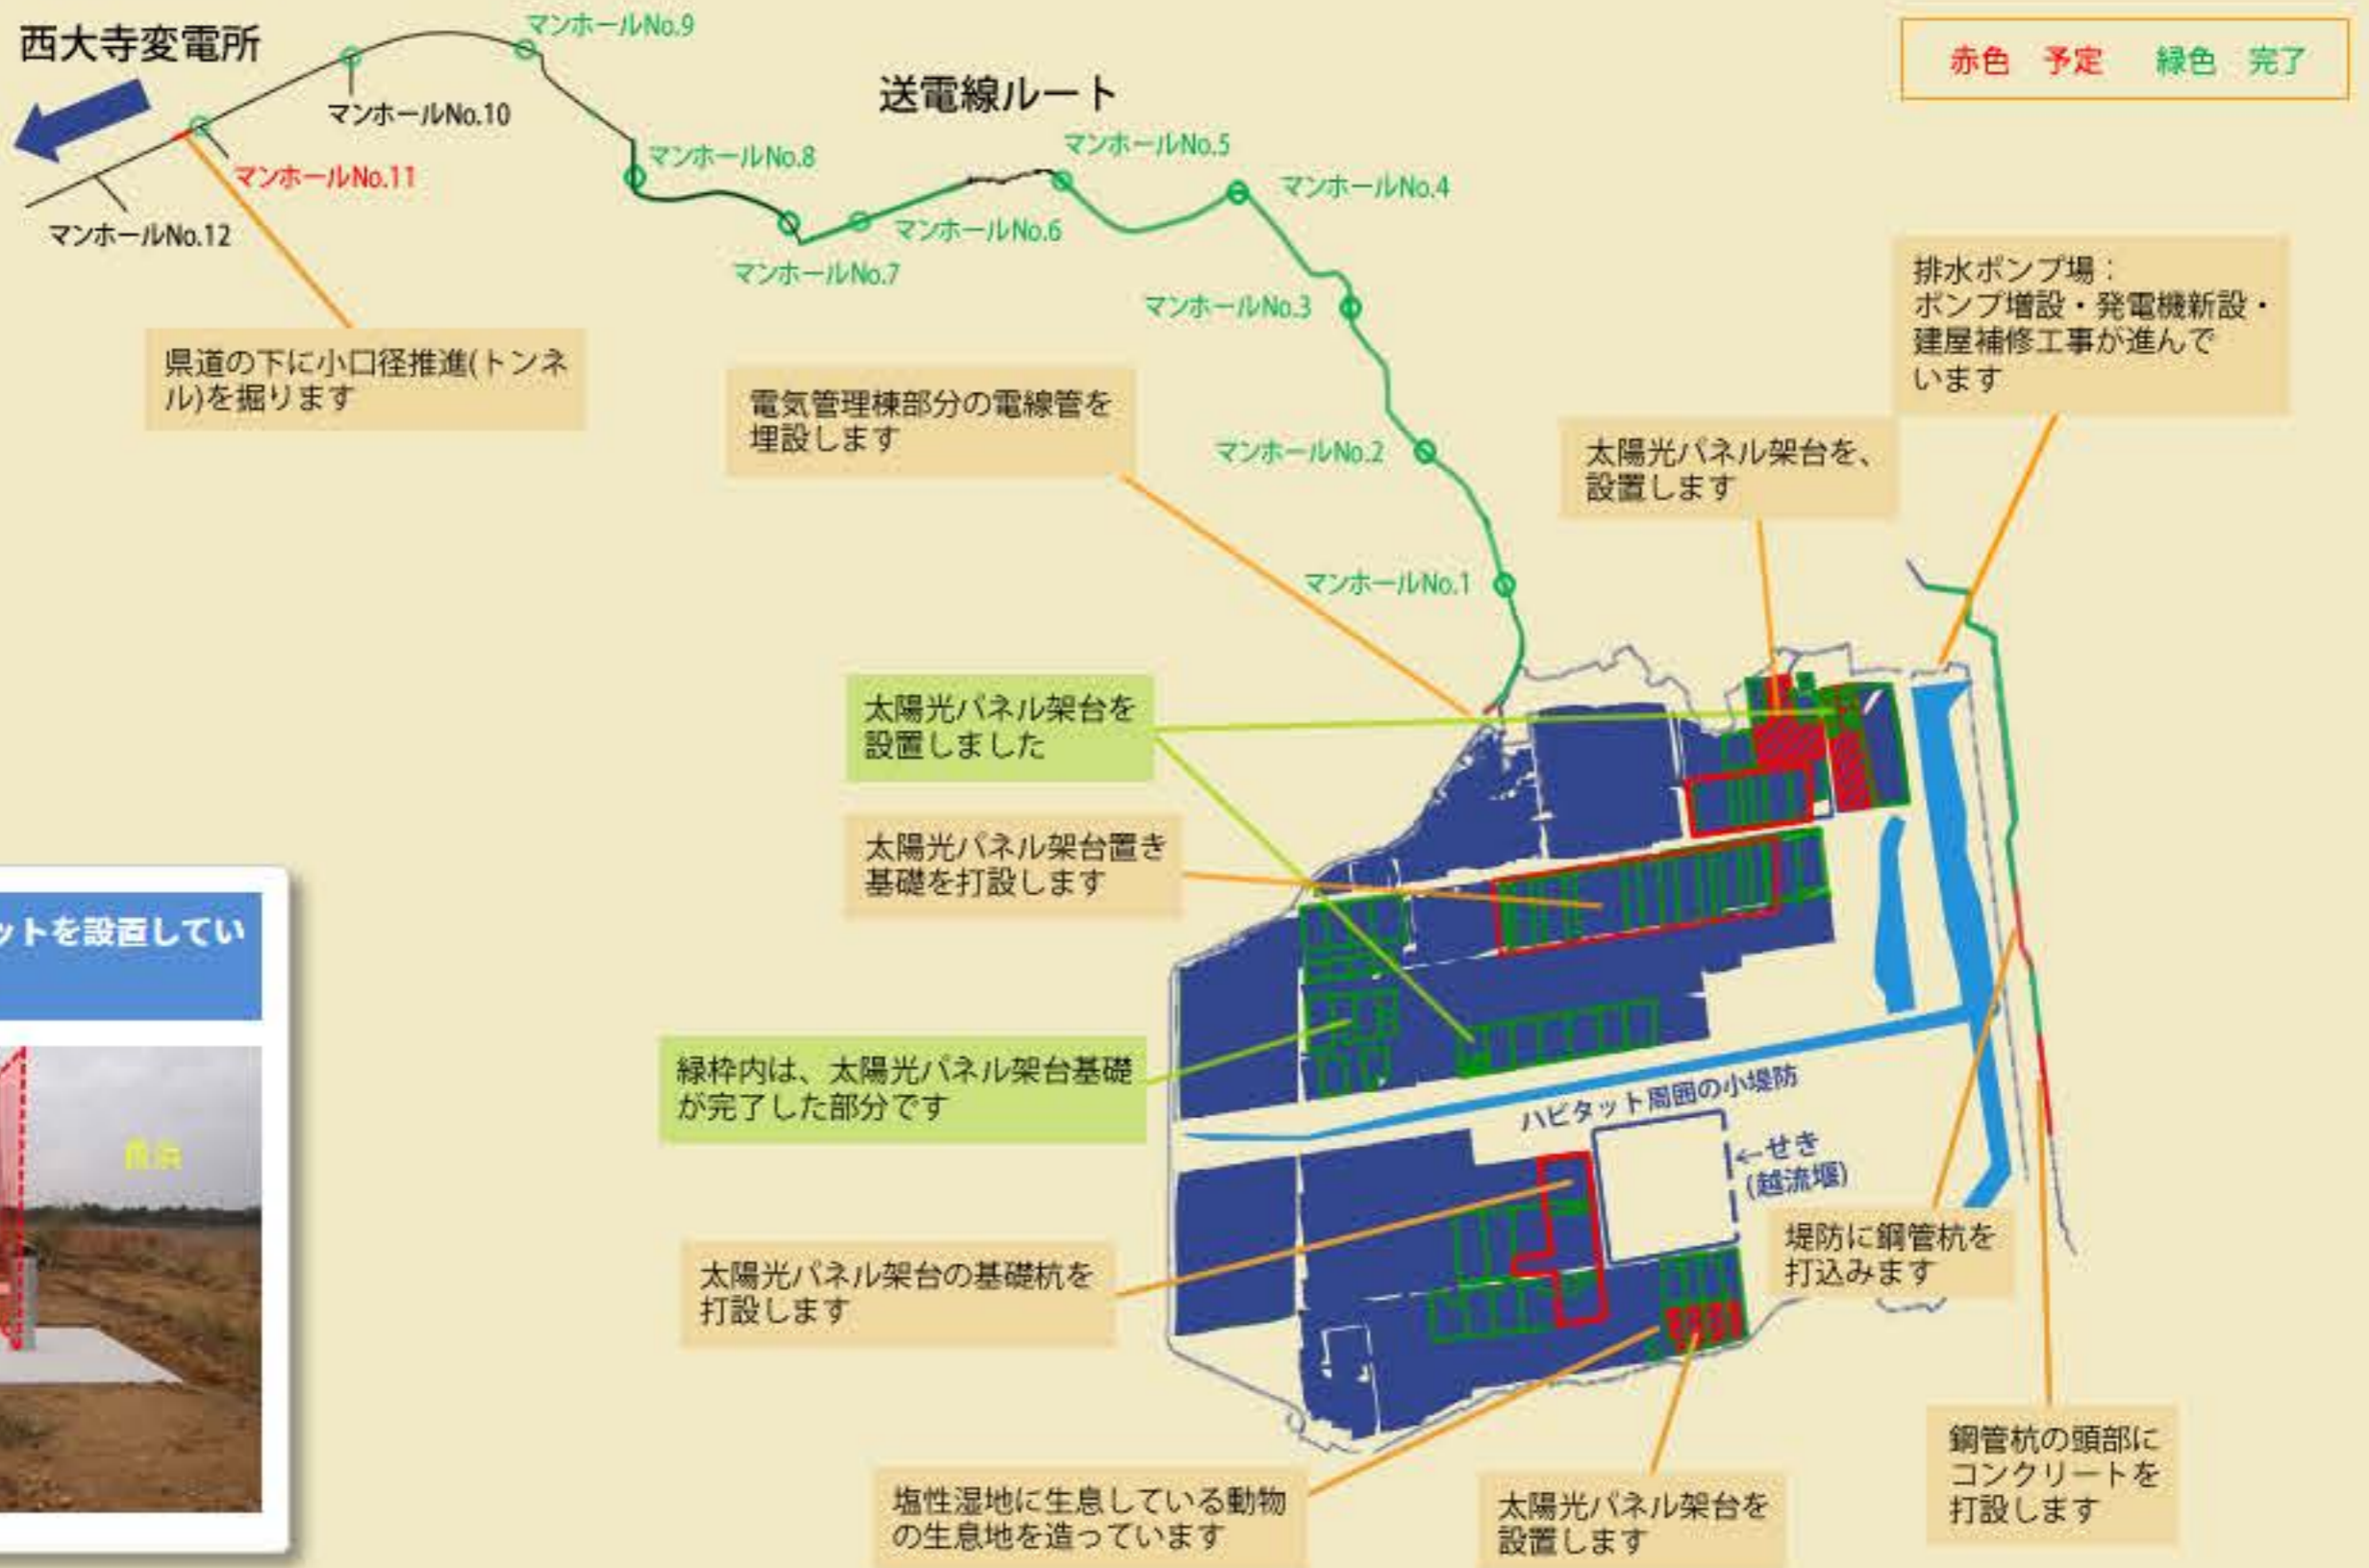 西大寺変電所
マンホールNo.9
赤色 予定 緑色 完了
送電線ルート
マンホールNo.10
マンホールNo.11
マンホールNo.12
マンホールNo.8
マンホールNo.5
マンホールNo.4
マンホールNo.6
マンホールNo.7
マンホールNo.3
マンホールNo.2
マンホールNo.1
県道の下に小口径推進(トンネ
ル)を掘ります
電気管理棟部分の電線管を
埋設します
太陽光パネル架台を、
設置します
排水ポンプ場：
ポンプ増設・発電機新設・
建屋補修工事が進んで
います
太陽光パネル架台を
設置しました
太陽光パネル架台置き
基礎を打設します
ットを設置してい
緑枠内は、太陽光パネル架台基礎
が完了した部分です
ハビタット周囲の小堤防
←せき
(越流堰)
太陽光パネル架台の基礎杭を
打設します
堤防に鋼管杭を
打込みます
塩性湿地に生息している動物
の生息地を造っています
太陽光パネル架台を
設置します
鋼管杭の頭部に
コンクリートを
打設します